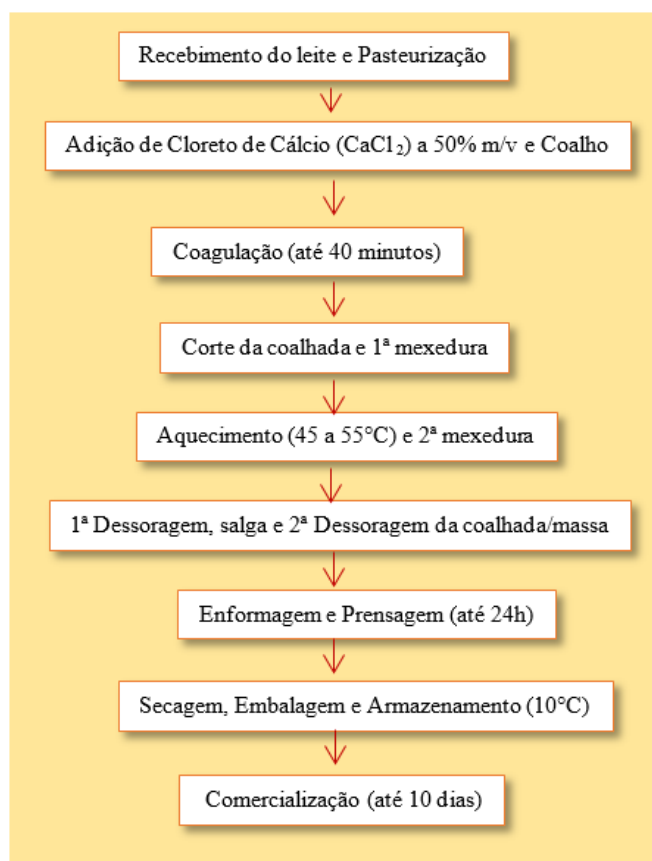 Recebimento do leite e Pasteurização
Adição de Cloreto de Cálcio (CaCl₂) a 50% m/v e Coalho
Coagulação (até 40 minutos)
Corte da coalhada e 1ª mexedura
Aquecimento (45 a 55°C) e 2ª mexedura
1ª Dessoragem, salga e 2ª Dessoragem da coalhada/massa
Enformagem e Prensagem (até 24h)
Secagem, Embalagem e Armazenamento (10°C)
Comercialização (até 10 dias)